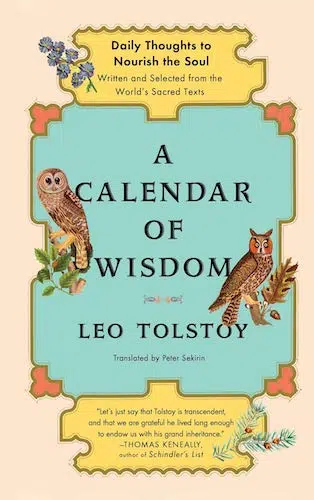 Daily Thoughts to
Nourish the Soul
Written and Selected from the
World's Sacred Texts
A
CALENDAR
OF
WISDOM
LEO TOLSTOY
Translated by Peter Sekirin
"Let's just say that Tolstoy is transcendent,
and that we are grateful he lived long enough
to endow us with his grand inheritance."
—THOMAS KENEALLY,
author of Schindler's List